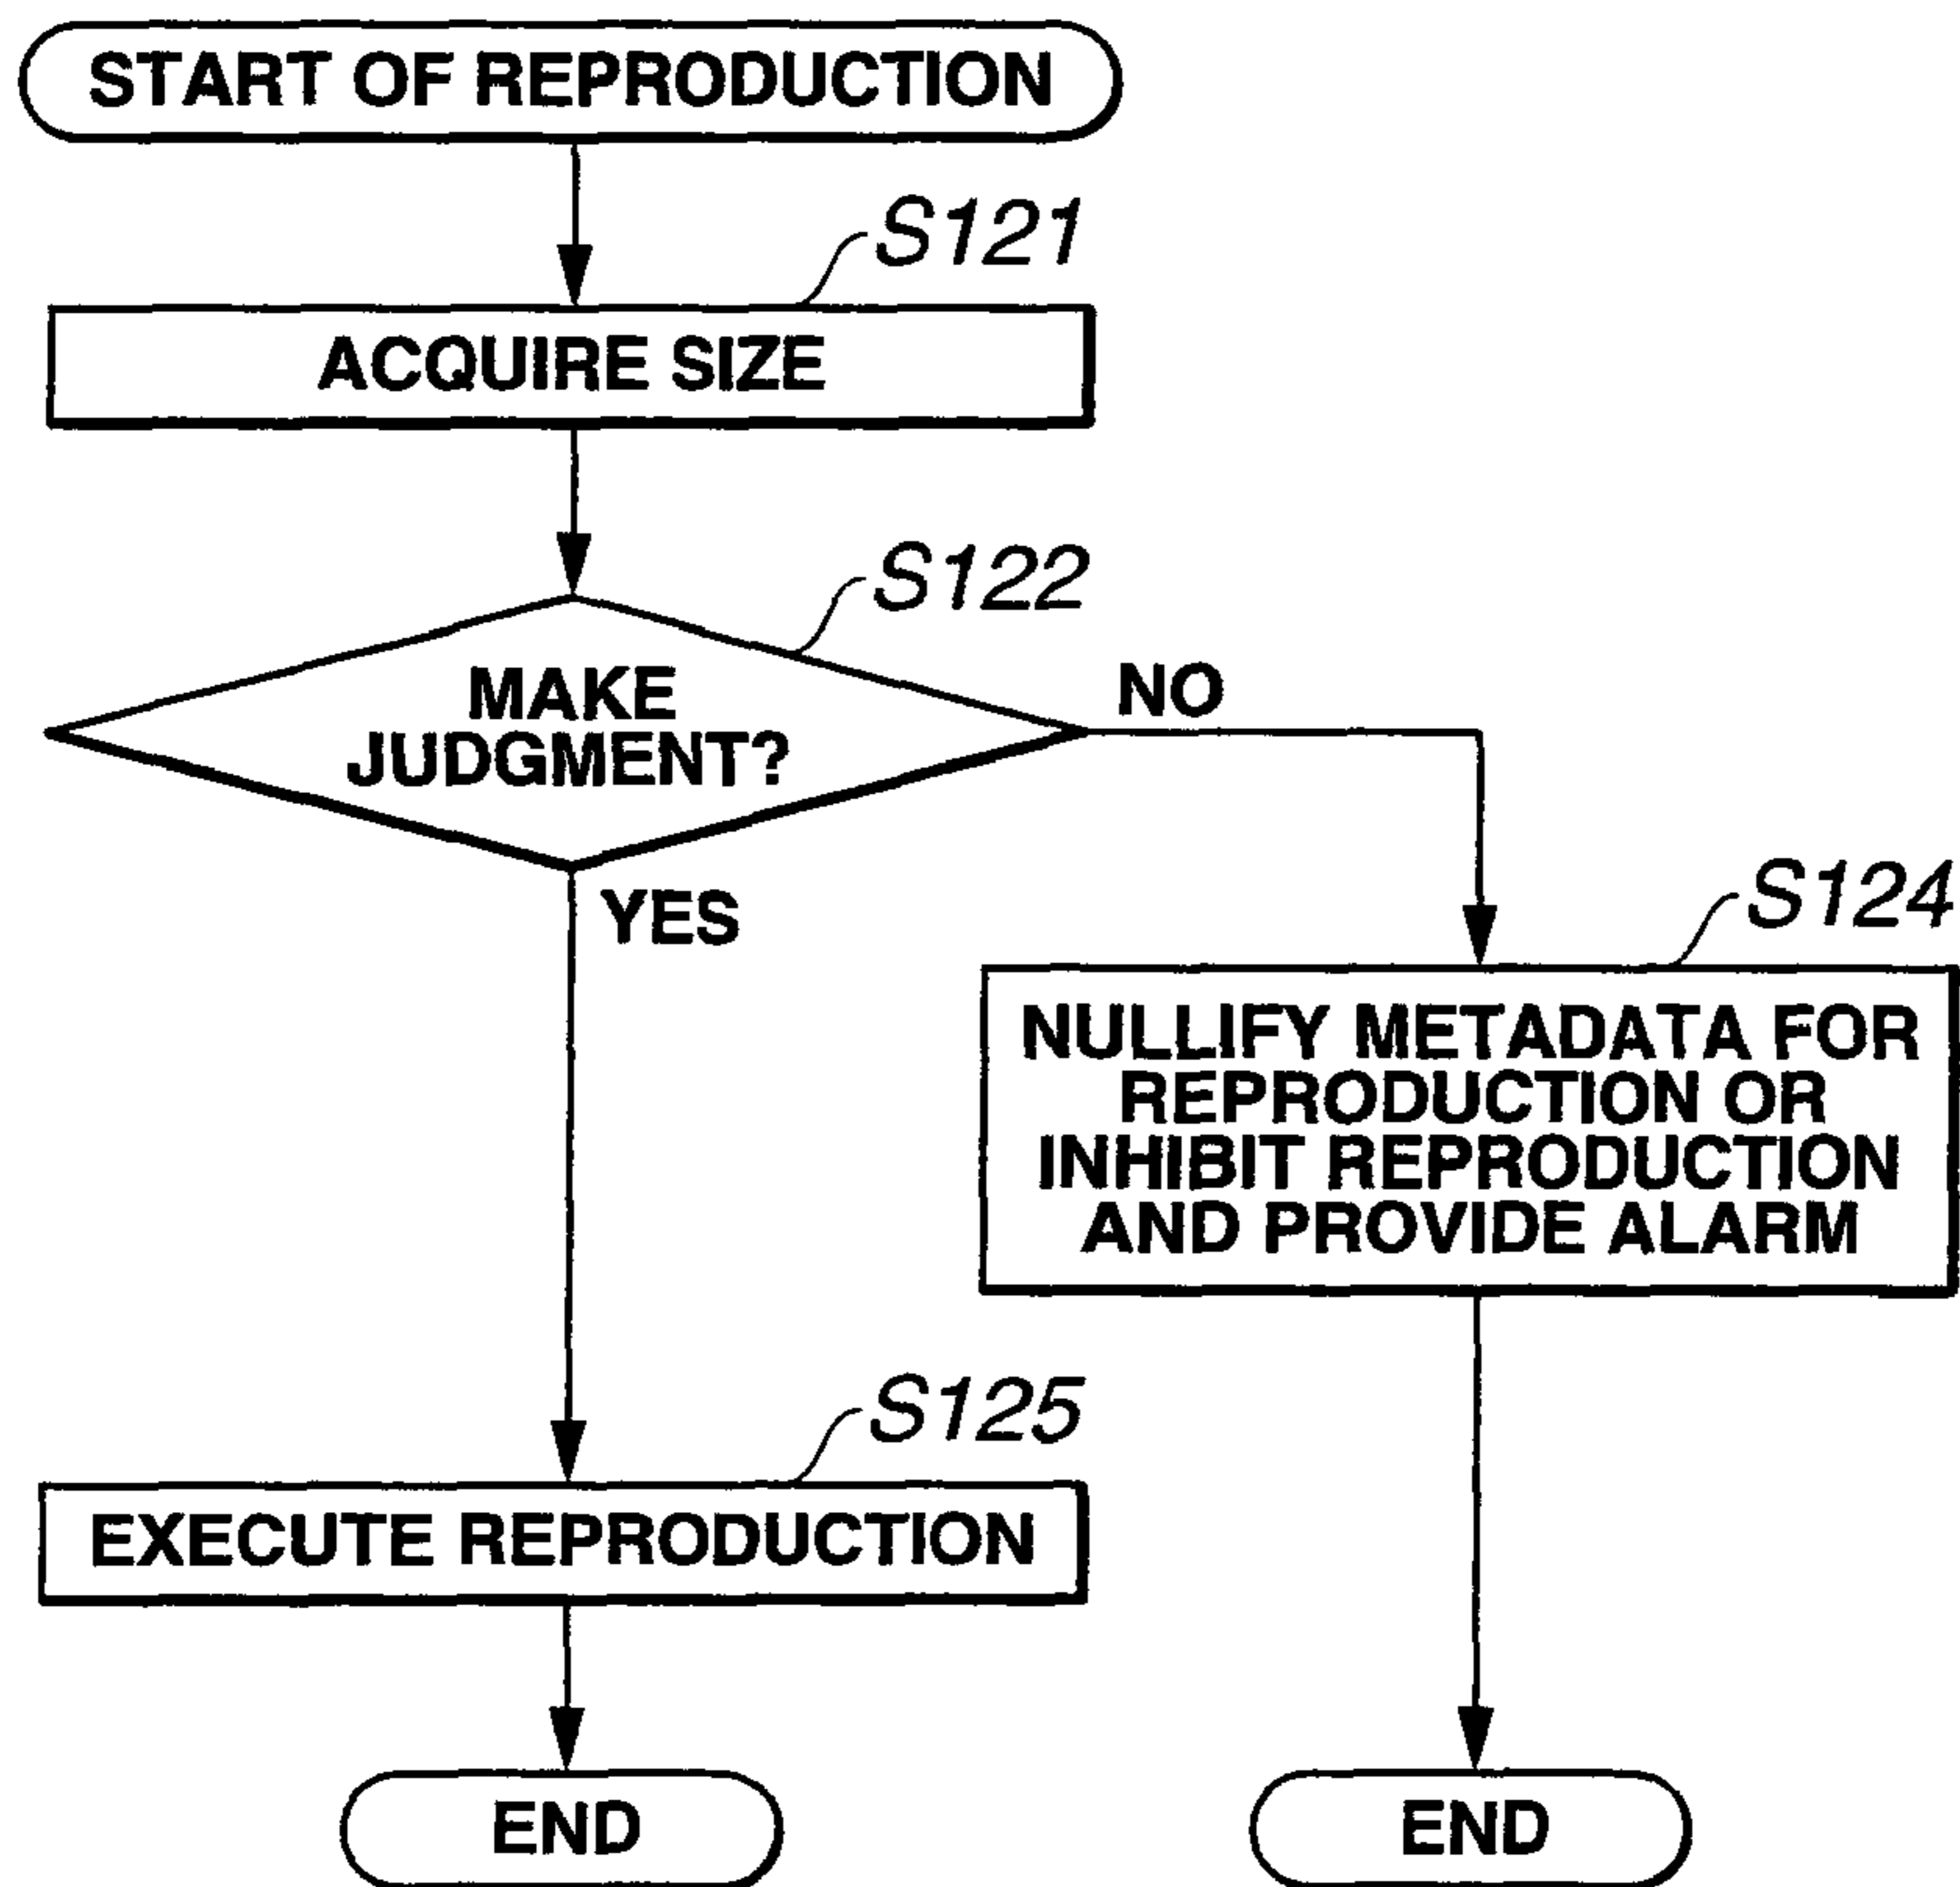 START OF REPRODUCTION
S121
ACQUIRE SIZE
S122
MAKE
JUDGMENT?
NO
YES
S124
NULLIFY METADATA FOR
REPRODUCTION OR
INHIBIT REPRODUCTION
AND PROVIDE ALARM
S125
EXECUTE REPRODUCTION
END
END